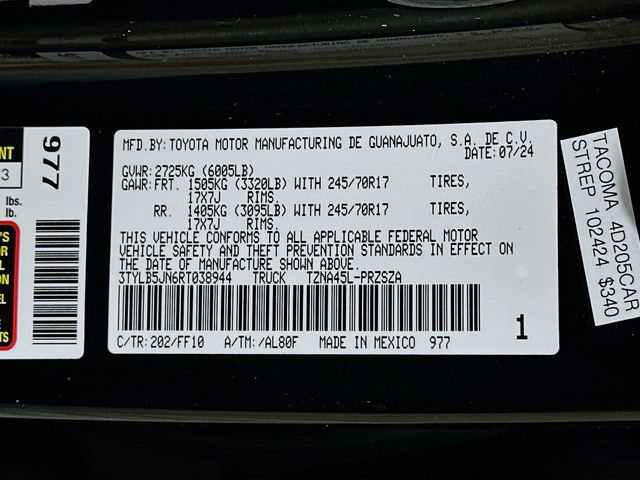 MFD.BY: TOYOTA MOTOR MANUFACTURING DE GUANAJUATO, S.A. DE C.V.
DATE: 07/24
GVWR: 2725KG (6005LB)
GAWR: FRT. 1505KG (3320LB) WITH 245/70R17 TIRES,
17X7J RIMS.
RR. 1405KG (3095LB) WITH 245/70R17 TIRES,
17X7J RIMS.
THIS VEHICLE CONFORMS TO ALL APPLICABLE FEDERAL MOTOR
VEHICLE SAFETY AND THEFT PREVENTION STANDARDS IN EFFECT ON
THE DATE OF MANUFACTURE SHOWN ABOVE.
3TYLB5JN6RT038944 TRUCK TZNA45L-PRZSZA
C/TR: 202/FF10 A/TM: /AL80F MADE IN MEXICO 977
1
TACOMA 4D205CAR
STREP 102424 $340
977
NT
3
lbs.
lb.